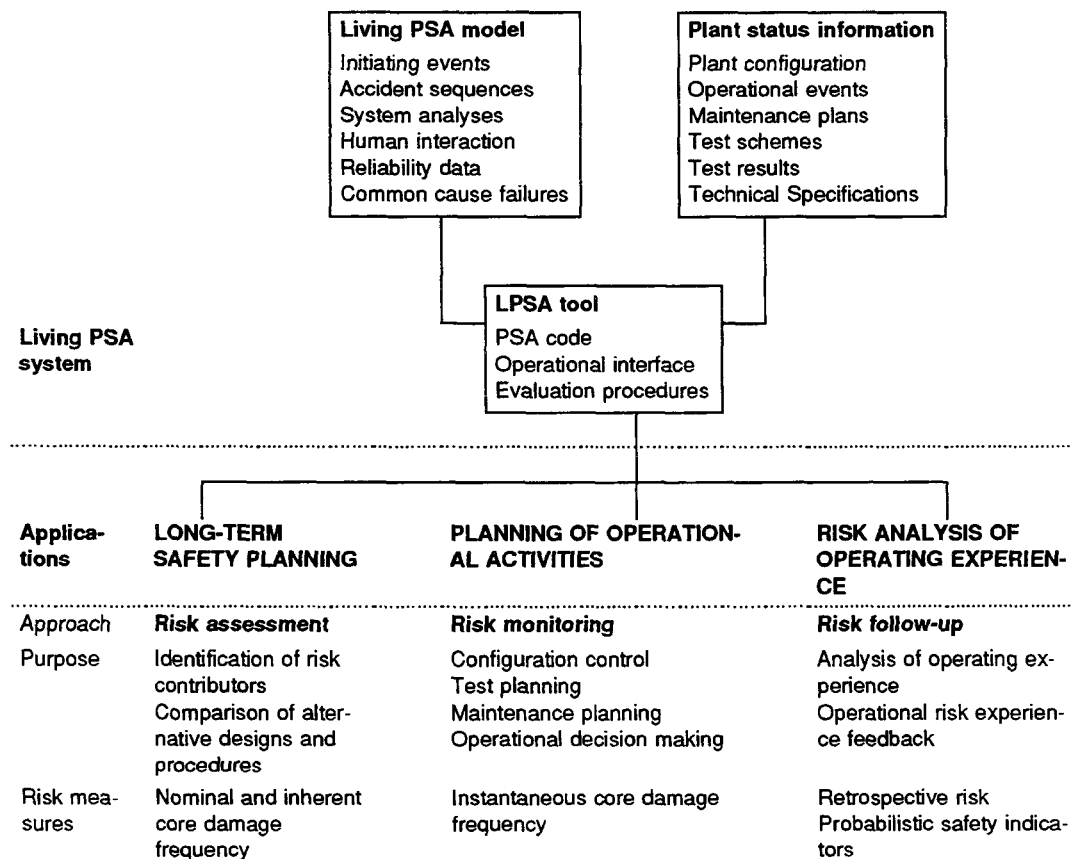 Living PSA model
Initiating events
Accident sequences
System analyses
Human interaction
Reliability data
Common cause failures
Plant status information
Plant configuration
Operational events
Maintenance plans
Test schemes
Test results
Technical Specifications
LPSA tool
PSA code
Operational interface
Evaluation procedures
Living PSA
system
Applica-
tions
LONG-TERM
SAFETY PLANNING
PLANNING OF OPERATION-
AL ACTIVITIES
RISK ANALYSIS OF
OPERATING EXPERIEN-
CE
Approach
Risk assessment
Risk monitoring
Risk follow-up
Purpose
Identification of risk
contributors
Comparison of alter-
native designs and
procedures
Configuration control
Test planning
Maintenance planning
Operational decision making
Analysis of operating ex-
perience
Operational risk experien-
ce feedback
Risk mea-
sures
Nominal and inherent
core damage
frequency
Instantaneous core damage
frequency
Retrospective risk
Probabilistic safety indica-
tors